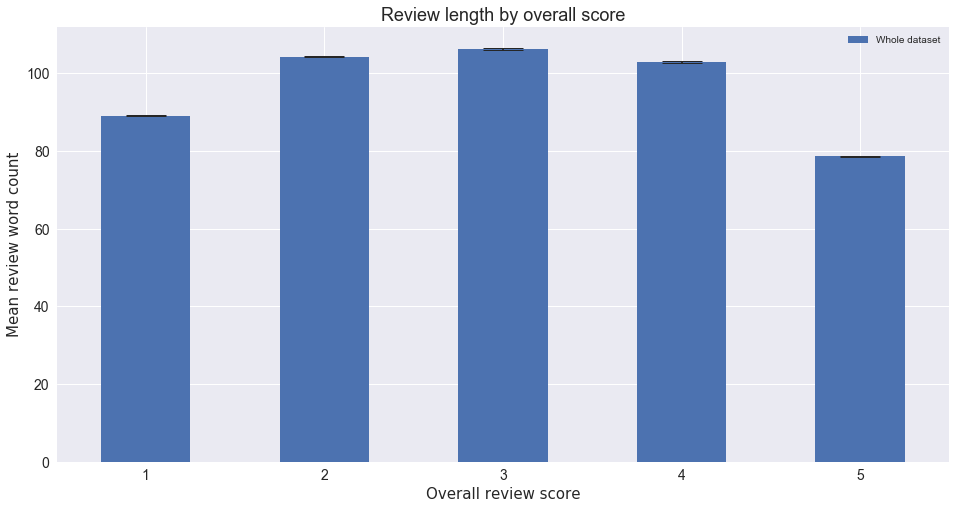 Review length by overall score
Whole dataset
Mean review word count
100
80
60
40
20
0
1 2 3 4 5
Overall review score